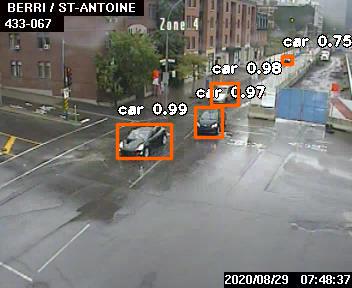 BERRI / ST-ANTOINE
433-067
Zone 4
car 0.75
car 0.98
car 0.97
car 0.99
2020/08/29 07:48:37